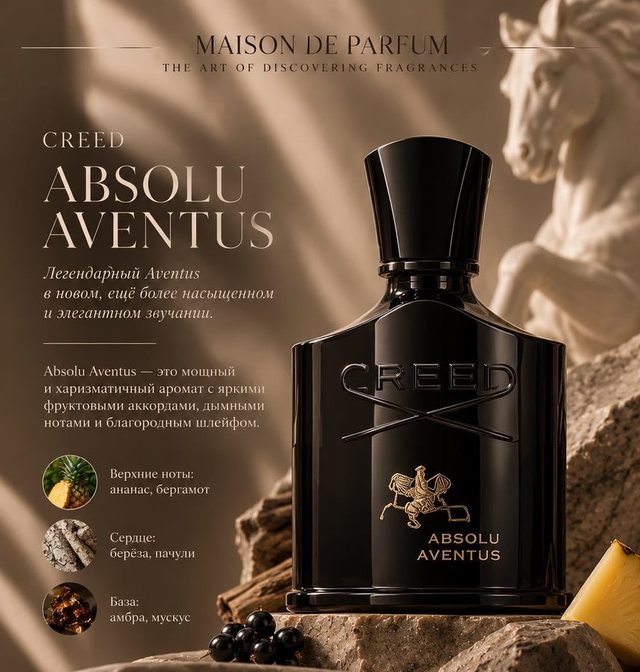 MAISON DE PARFUM
THE ART OF DISCOVERING FRAGRANCES
CREED
ABSOLU
AVENTUS
Легендарный Aventus
в новом, ещё более насыщенном
и элегантном звучании.
Absolu Aventus — это мощный
и харизматичный аромат с яркими
фруктовыми аккордами, дымными
нотами и благородным шлейфом.
Верхние ноты:
ананас, бергамот
Сердце:
берёза, пачули
База:
амбра, мускус
CREED
ABSOLU
AVENTUS